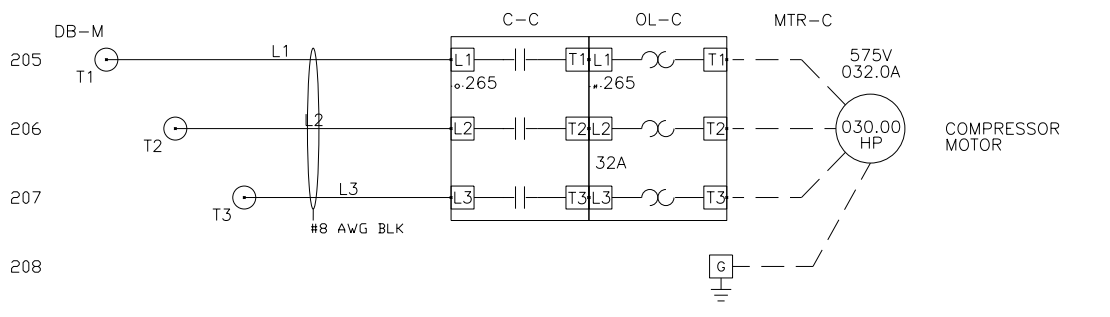 C-C OL-C MTR-C
DB-M
205 T1 L1 L1 T1 L1 T1 575V
032.0A
.265 .265
206 T2 L2 L2 T2 L2 T2 030.00
HP
COMPRESSOR
MOTOR
32A
207 T3 L3 L3 T3 L3 T3
#8 AWG BLK
208 G